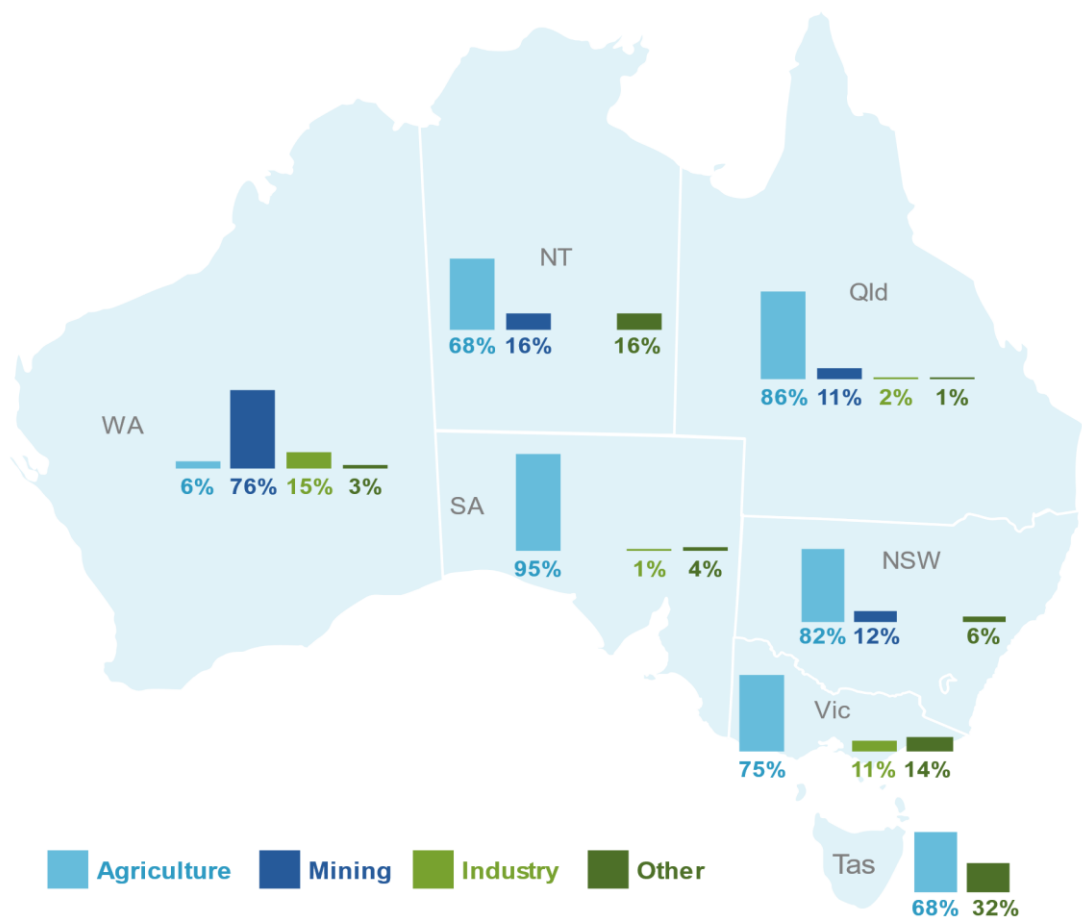 NT
68% 16% 16%
Qld
86% 11% 2% 1%
WA
6% 76% 15% 3%
SA
95% 1% 4%
NSW
82% 12% 6%
Vic
75% 11% 14%
Tas
68% 32%
Agriculture Mining Industry Other